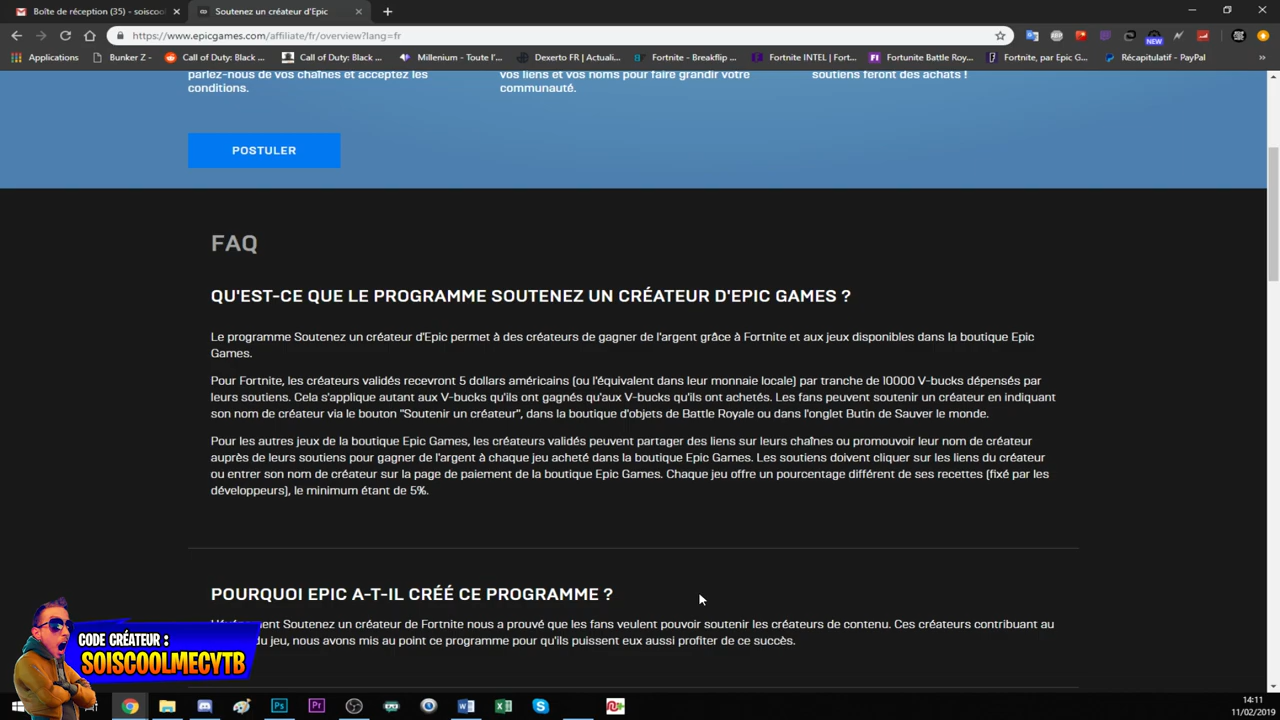 Boîte de réception (35) - soiscool
Soutenez un créateur d'Epic
https://www.epicgames.com/affiliate/fr/overview?lang=fr
Applications
Bunker Z -
Call of Duty: Black ...
Call of Duty: Black ...
Millenium - Toute l'...
Dexerto FR | Actuali...
Fortnite - Breakflip ...
Fortnite INTEL | Fort...
Fortunite Battle Roy...
Fortnite, par Epic G...
Récapitulatif - PayPal
NEW
parlez-nous de vos chaînes et acceptez les
conditions.
vos liens et vos noms pour faire grandir votre
communauté.
soutiens feront des achats !
POSTULER
FAQ
QU'EST-CE QUE LE PROGRAMME SOUTENEZ UN CRÉATEUR D'EPIC GAMES ?
Le programme Soutenez un créateur d'Epic permet à des créateurs de gagner de l'argent grâce à Fortnite et aux jeux disponibles dans la boutique Epic
Games.
Pour Fortnite, les créateurs validés recevront 5 dollars américains (ou l'équivalent dans leur monnaie locale) par tranche de 10000 V-bucks dépensés par
leurs soutiens. Cela s'applique autant aux V-bucks qu'ils ont gagnés qu'aux V-bucks qu'ils ont achetés. Les fans peuvent soutenir un créateur en indiquant
son nom de créateur via le bouton "Soutenir un créateur", dans la boutique d'objets de Battle Royale ou dans l'onglet Butin de Sauver le monde.
Pour les autres jeux de la boutique Epic Games, les créateurs validés peuvent partager des liens sur leurs chaînes ou promouvoir leur nom de créateur
auprès de leurs soutiens pour gagner de l'argent à chaque jeu acheté dans la boutique Epic Games. Les soutiens doivent cliquer sur les liens du créateur
ou entrer son nom de créateur sur la page de paiement de la boutique Epic Games. Chaque jeu offre un pourcentage différent de ses recettes (fixé par les
développeurs), le minimum étant de 5%.
POURQUOI EPIC A-T-IL CRÉÉ CE PROGRAMME ?
Soutenez un créateur de Fortnite nous a prouvé que les fans veulent pouvoir soutenir les créateurs de contenu. Ces créateurs contribuant au
du jeu, nous avons mis au point ce programme pour qu'ils puissent eux aussi profiter de ce succès.
CODE CRÉATEUR :
SOISCOOLMECYTB
14:11
11/02/2019